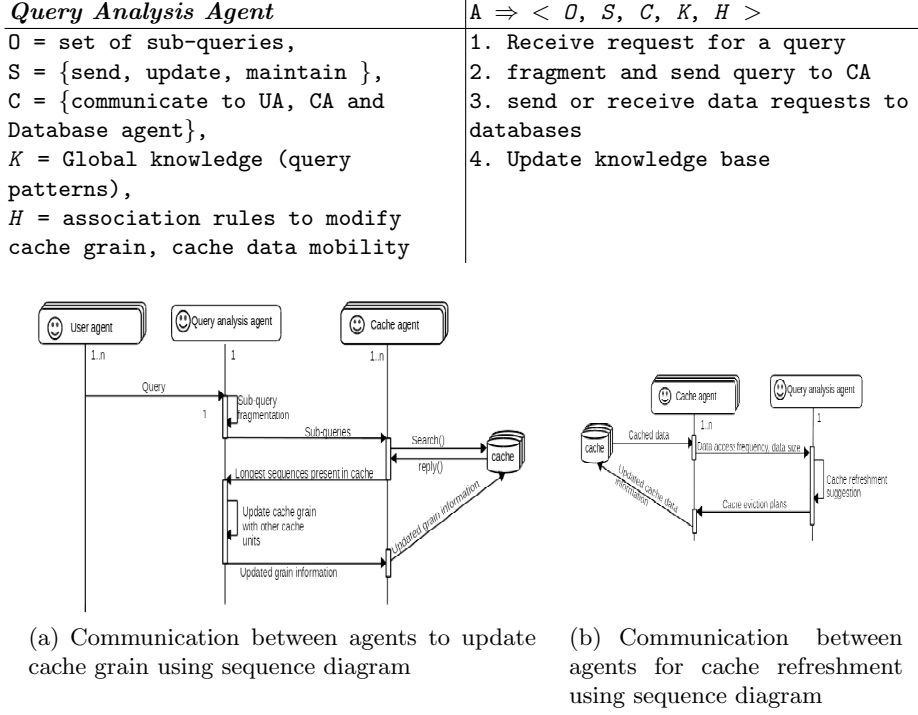 Query Analysis Agent
O = set of sub-queries,
S = {send, update, maintain },
C = {communicate to UA, CA and
Database agent},
K = Global knowledge (query
patterns),
H = association rules to modify
cache grain, cache data mobility
A ⇒ < O, S, C, K, H >
1. Receive request for a query
2. fragment and send query to CA
3. send or receive data requests to
databases
4. Update knowledge base
User agent
1..n
Query analysis agent
1
Cache agent
1..n
Query
1
Sub-query
fragmentation
Sub-queries
Search()
reply()
cache
Longest sequences present in cache
Update cache grain
with other cache
units
Updated grain information
Updated grain information
(a) Communication between agents to update
cache grain using sequence diagram
Cache agent
1..n
Query analysis agent
1
cache
Cached data
Data access frequency, data size
Cache refreshment
suggestion
Cache eviction plans
Updated cache data
information
(b) Communication between
agents for cache refreshment
using sequence diagram